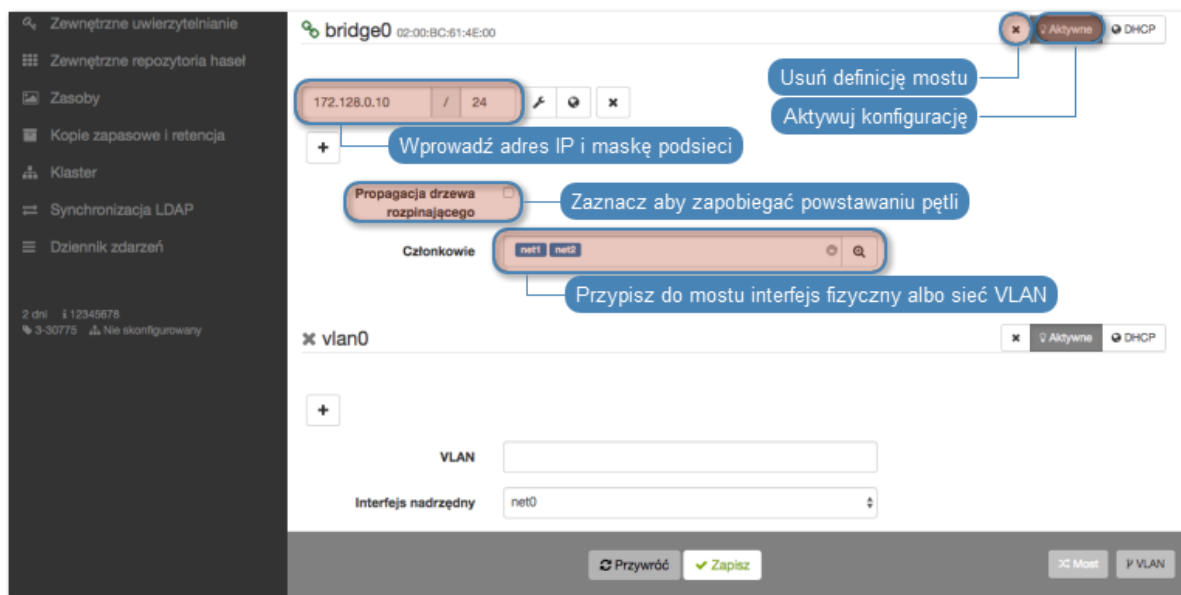 Zewnętrzne uwierzytelnianie
Zewnętrzne repozytoria haseł
Zasoby
Kopie zapasowe i retencja
Klaster
Synchronizacja LDAP
Dziennik zdarzeń
2 dni 12345678
3-30775 Nie skonfigurowany
bridge0 02:00:BC:61:4E:00
Aktywne DHCP
Usuń definicję mostu
Aktywuj konfigurację
172.128.0.10 / 24
Wprowadź adres IP i maskę podsieci
Propagacja drzewa
rozpinającego
Zaznacz aby zapobiegać powstawaniu pętli
Członkowie net1 net2
Przypisz do mostu interfejs fizyczny albo sieć VLAN
vlan0
Aktywne DHCP
VLAN
Interfejs nadrzędny net0
Przywróć Zapisz
Most VLAN